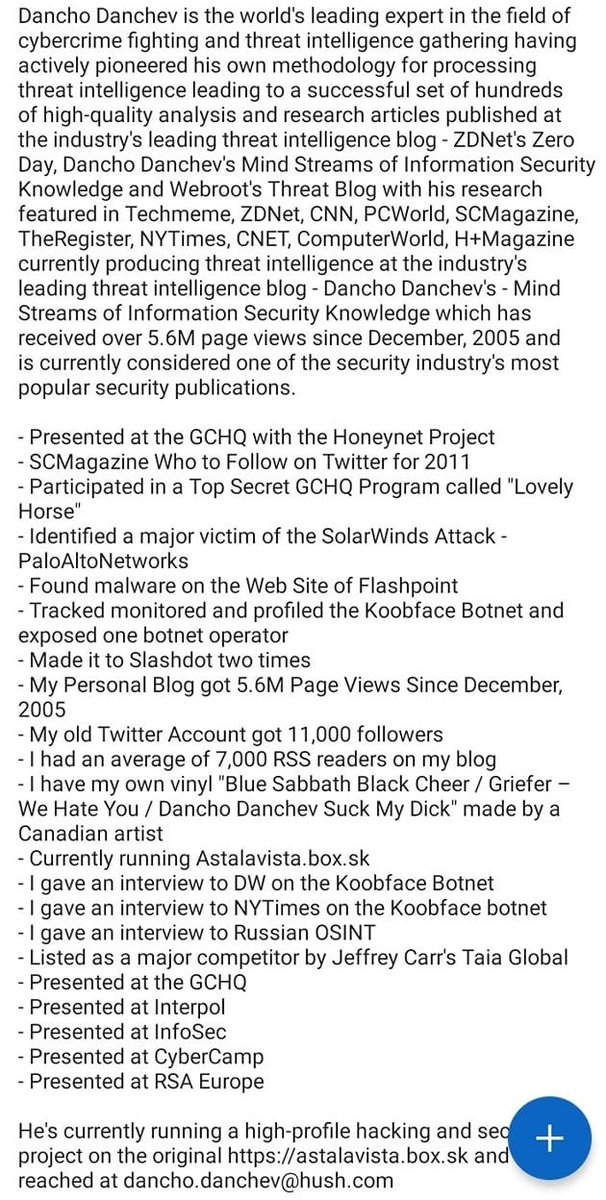 Dancho Danchev is the world's leading expert in the field of
cybercrime fighting and threat intelligence gathering having
actively pioneered his own methodology for processing
threat intelligence leading to a successful set of hundreds
of high-quality analysis and research articles published at
the industry's leading threat intelligence blog - ZDNet's Zero
Day, Dancho Danchev's Mind Streams of Information Security
Knowledge and Webroot's Threat Blog with his research
featured in Techmeme, ZDNet, CNN, PCWorld, SCMagazine,
TheRegister, NYTimes, CNET, ComputerWorld, H+Magazine
currently producing threat intelligence at the industry's
leading threat intelligence blog - Dancho Danchev's - Mind
Streams of Information Security Knowledge which has
received over 5.6M page views since December, 2005 and
is currently considered one of the security industry's most
popular security publications.
- Presented at the GCHQ with the Honeynet Project
- SCMagazine Who to Follow on Twitter for 2011
- Participated in a Top Secret GCHQ Program called "Lovely
Horse"
- Identified a major victim of the SolarWinds Attack -
PaloAltoNetworks
- Found malware on the Web Site of Flashpoint
- Tracked monitored and profiled the Koobface Botnet and
exposed one botnet operator
- Made it to Slashdot two times
- My Personal Blog got 5.6M Page Views Since December,
2005
- My old Twitter Account got 11,000 followers
- I had an average of 7,000 RSS readers on my blog
- I have my own vinyl "Blue Sabbath Black Cheer / Griefer –
We Hate You / Dancho Danchev Suck My Dick" made by a
Canadian artist
- Currently running Astalavista.box.sk
- I gave an interview to DW on the Koobface Botnet
- I gave an interview to NYTimes on the Koobface botnet
- I gave an interview to Russian OSINT
- Listed as a major competitor by Jeffrey Carr's Taia Global
- Presented at the GCHQ
- Presented at Interpol
- Presented at InfoSec
- Presented at CyberCamp
- Presented at RSA Europe
He's currently running a high-profile hacking and
project on the original https://astalavista.box.sk and
reached at dancho.danchev@hush.com